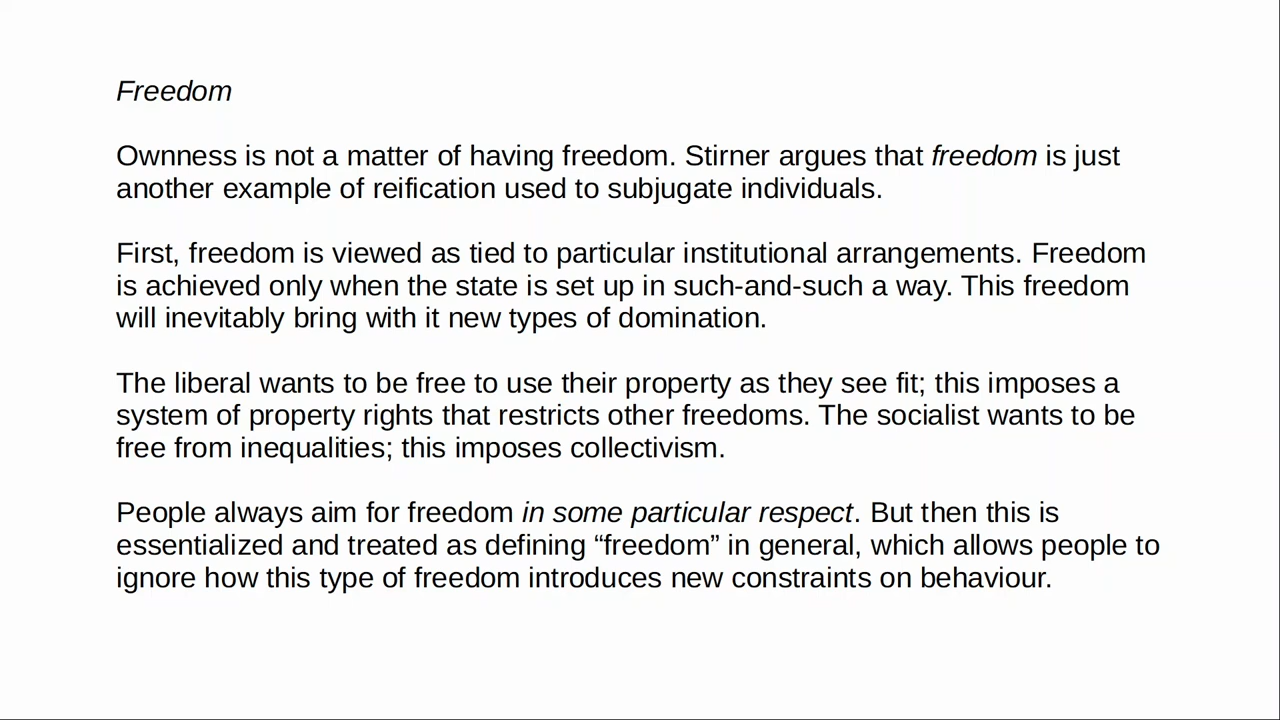 Freedom
Ownness is not a matter of having freedom. Stirner argues that freedom is just
another example of reification used to subjugate individuals.
First, freedom is viewed as tied to particular institutional arrangements. Freedom
is achieved only when the state is set up in such-and-such a way. This freedom
will inevitably bring with it new types of domination.
The liberal wants to be free to use their property as they see fit; this imposes a
system of property rights that restricts other freedoms. The socialist wants to be
free from inequalities; this imposes collectivism.
People always aim for freedom in some particular respect. But then this is
essentialized and treated as defining “freedom” in general, which allows people to
ignore how this type of freedom introduces new constraints on behaviour.